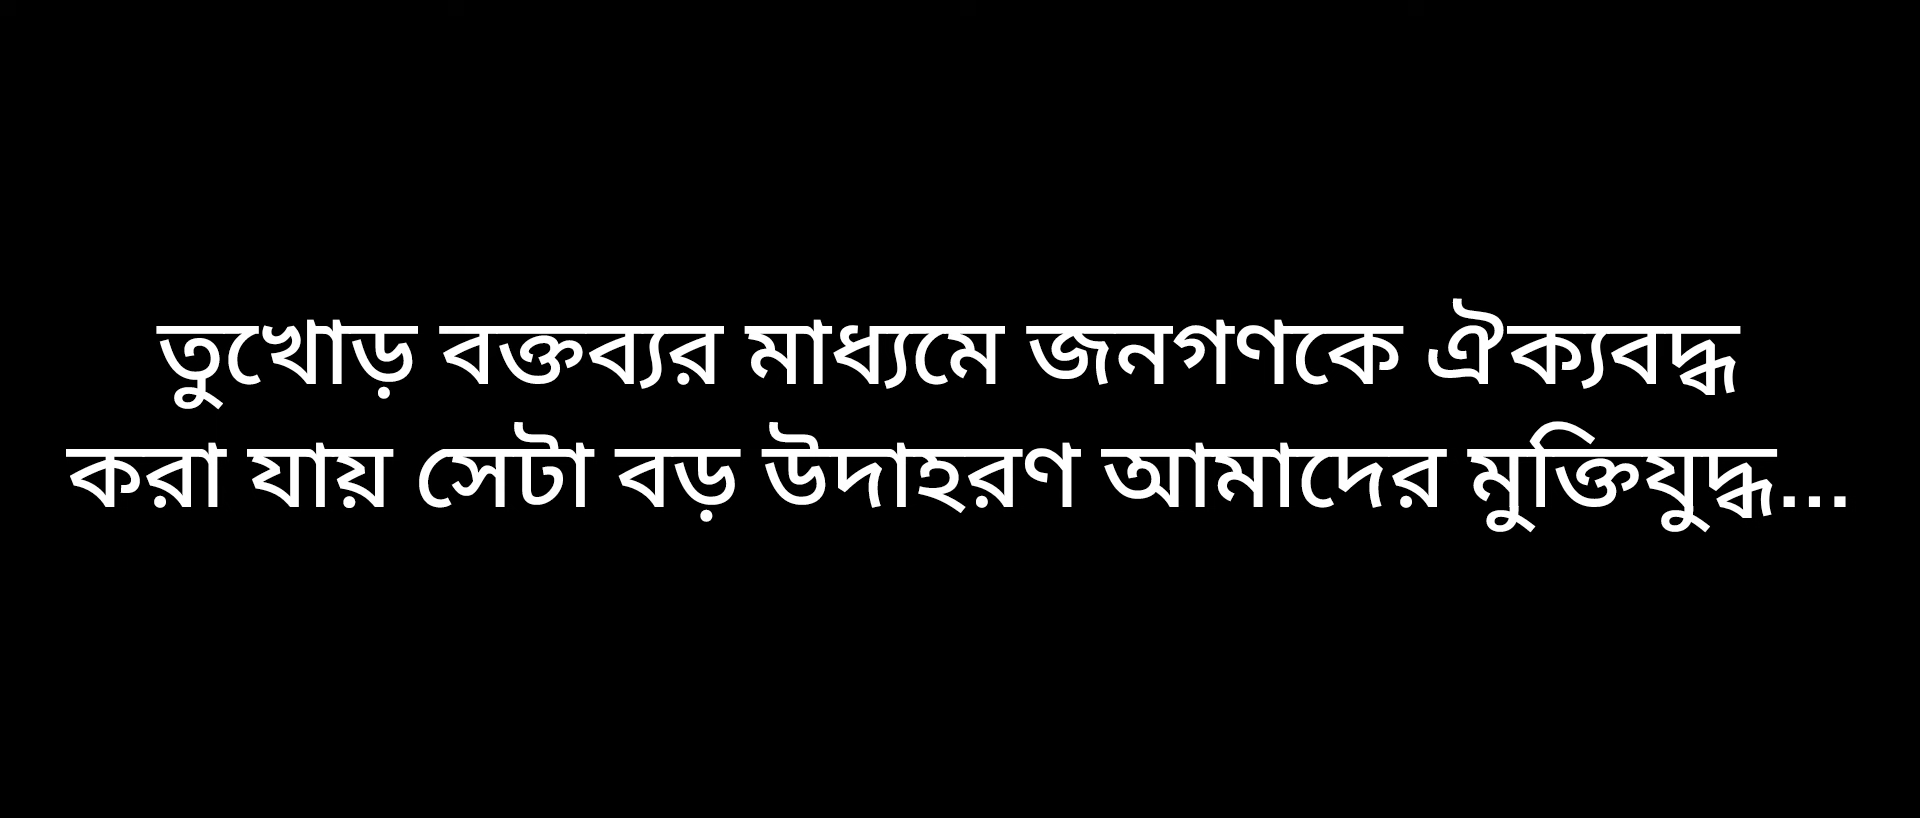 তুখোড় বক্তব্যর মাধ্যমে জনগণকে ঐক্যবদ্ধ
করা যায় সেটা বড় উদাহরণ আমাদের মুক্তিযুদ্ধ...